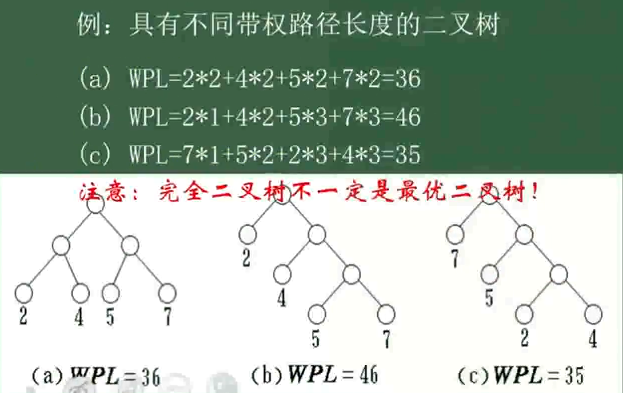 例：具有不同带权路径长度的二叉树
(a) WPL=2*2+4*2+5*2+7*2=36
(b) WPL=2*1+4*2+5*3+7*3=46
(c) WPL=7*1+5*2+2*3+4*3=35
注意：完全二叉树不一定是最优二叉树！
2 4 5 7
2
4
5 7
7
5
2 4
(a) WPL = 36
(b) WPL = 46
(c) WPL = 35